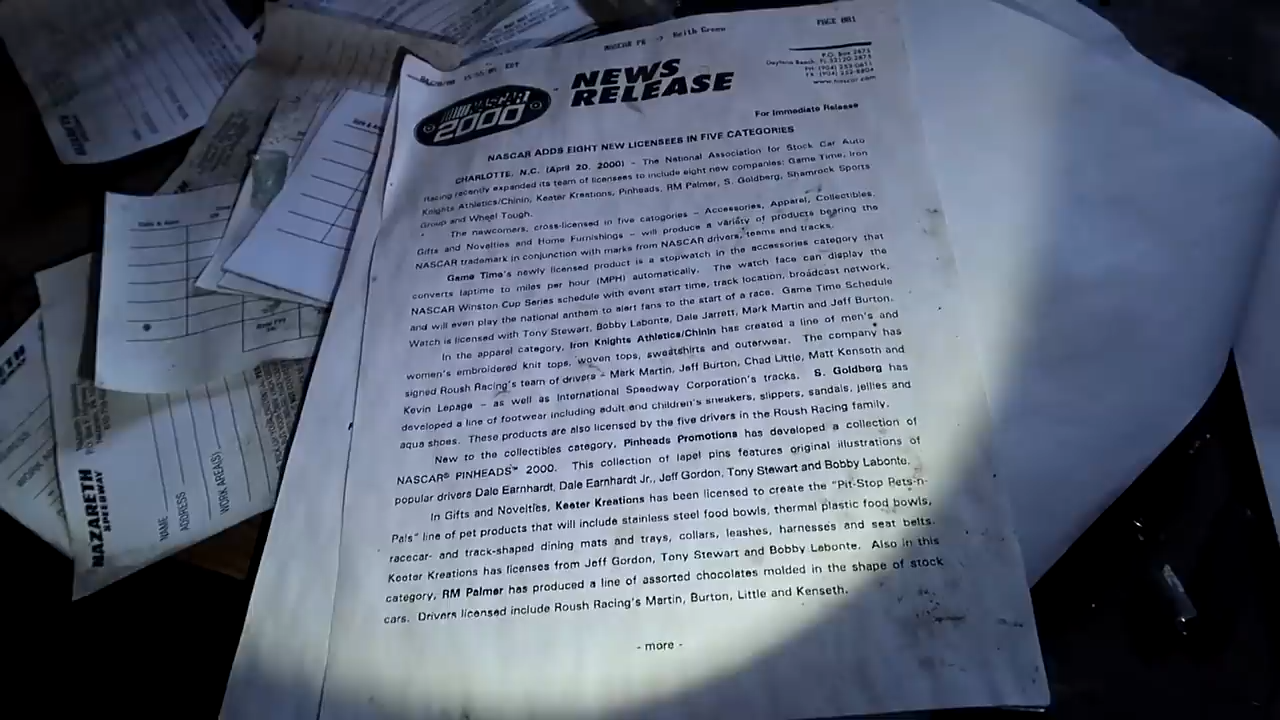 NASCAR PR -> Keith Green
PAGE 001
P.O. Box 2875
Daytona Beach, FL 32120-2875
www.nascar.com
NASCAR
2000
NEWS
RELEASE
For Immediate Release
NASCAR ADDS EIGHT NEW LICENSEES IN FIVE CATEGORIES
CHARLOTTE, N.C. (April 20, 2000) – The National Association for Stock Car Auto
Racing recently expanded its team of licensees to include eight new companies: Game Time, Iron
Knights Athletics/Chinin, Keeter Kreations, Pinheads, RM Palmer, S. Goldberg, Shamrock Sports
Group and Wheel Tough.
The newcomers, cross-licensed in five categories – Accessories, Apparel, Collectibles,
Gifts and Novelties and Home Furnishings – will produce a variety of products bearing the
NASCAR trademark in conjunction with marks from NASCAR drivers, teams and tracks.
Game Time's newly licensed product is a stopwatch in the accessories category that
converts laptime to miles per hour (MPH) automatically. The watch face can display the
NASCAR Winston Cup Series schedule with event start time, track location, broadcast network,
and will even play the national anthem to alert fans to the start of a race. Game Time Schedule
Watch is licensed with Tony Stewart, Bobby Labonte, Dale Jarrett, Mark Martin and Jeff Burton.
In the apparel category, Iron Knights Athletics/Chinin has created a line of men's and
women's embroidered knit tops, woven tops, sweatshirts and outerwear. The company has
signed Roush Racing's team of drivers – Mark Martin, Jeff Burton, Chad Little, Matt Kenseth and
Kevin Lepage – as well as International Speedway Corporation's tracks. S. Goldberg has
developed a line of footwear including adult and children's sneakers, slippers, sandals, jellies and
aqua shoes. These products are also licensed by the five drivers in the Roush Racing family.
New to the collectibles category, Pinheads Promotions has developed a collection of
NASCAR® PINHEADS™ 2000. This collection of lapel pins features original illustrations of
popular drivers Dale Earnhardt, Dale Earnhardt Jr., Jeff Gordon, Tony Stewart and Bobby Labonte.
In Gifts and Novelties, Keeter Kreations has been licensed to create the "Pit-Stop Pets-n-
Pals" line of pet products that will include stainless steel food bowls, thermal plastic food bowls,
racecar- and track-shaped dining mats and trays, collars, leashes, harnesses and seat belts.
Keeter Kreations has licenses from Jeff Gordon, Tony Stewart and Bobby Labonte. Also in this
category, RM Palmer has produced a line of assorted chocolates molded in the shape of stock
cars. Drivers licensed include Roush Racing's Martin, Burton, Little and Kenseth.
- more -
NAZARETH
SPEEDWAY
NAME
ADDRESS
WORK AREA(S)